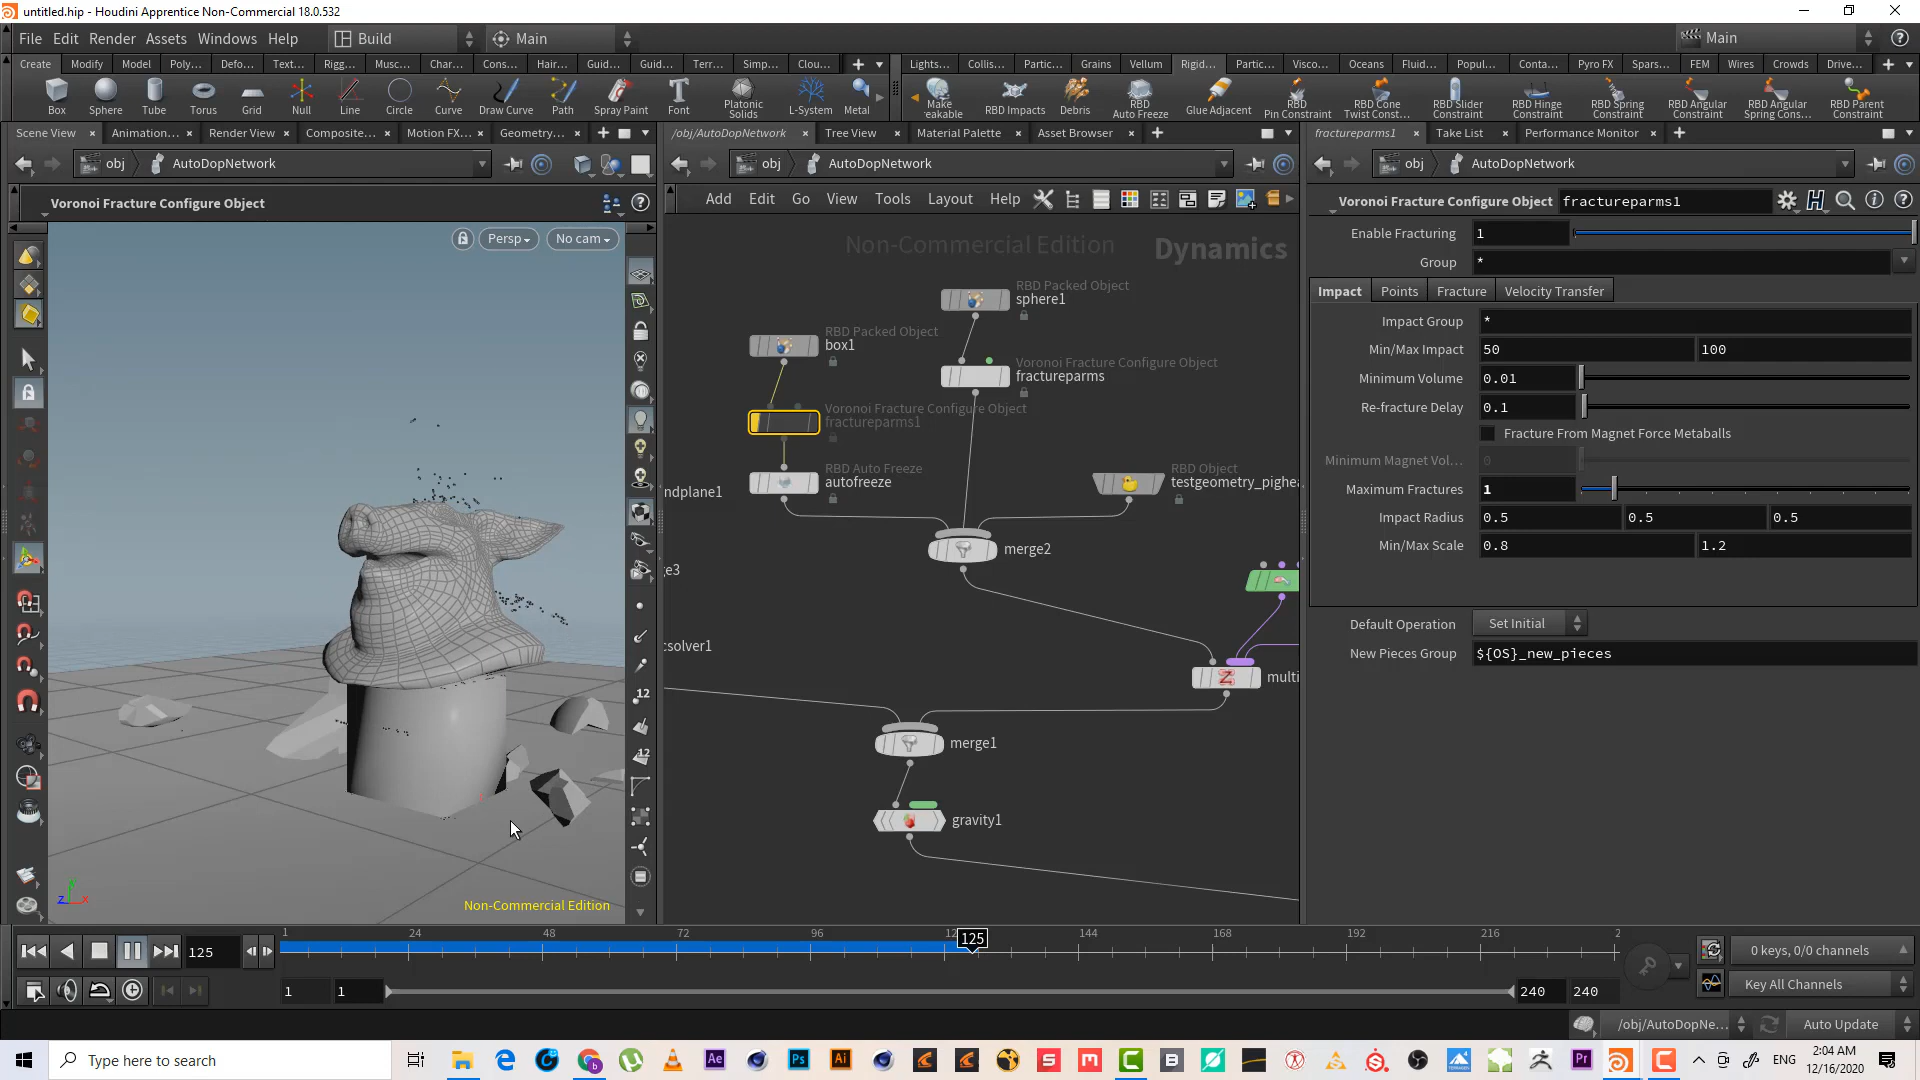 untitled.hip - Houdini Apprentice Non-Commercial 18.0.532
File Edit Render Assets Windows Help Build Main Main
Create Modify Model Poly... Defo... Text... Rigg... Musc... Char... Cons... Hair... Guid... Guid... Terr... Simp... Clou... Lights... Collis... Partic... Grains Vellum Rigid... Partic... Visco... Oceans Fluid... Popul... Conta... Pyro FX Spars... FEM Wires Crowds Drive...
Box Sphere Tube Torus Grid Null Line Circle Curve Draw Curve Path Spray Paint Font Platonic Solids L-System Metal
Make reakable RBD Impacts Debris RBD Auto Freeze Glue Adjacent RBD Pin Constraint RBD Cone Twist Const... RBD Slider Constraint RBD Hinge Constraint RBD Spring Constraint RBD Angular Constraint RBD Angular Spring Cons... RBD Parent Constraint
Scene View Animation... Render View Composite... Motion FX... Geometry... /obj/AutoDopNetwork Tree View Material Palette Asset Browser fractureparms1 Take List Performance Monitor
obj AutoDopNetwork obj AutoDopNetwork obj AutoDopNetwork
Voronoi Fracture Configure Object
Persp No cam
12
12
Non-Commercial Edition
z x
Add Edit Go View Tools Layout Help
Non-Commercial Edition Dynamics
RBD Packed Object
sphere1
RBD Packed Object
box1
Voronoi Fracture Configure Object
fractureparms
Voronoi Fracture Configure Object
fractureparms1
RBD Auto Freeze
autofreeze
RBD Object
testgeometry_pighea
ndplane1
merge2
e3
csolver1
multi
merge1
gravity1
Voronoi Fracture Configure Object fractureparms1
Enable Fracturing 1
Group *
Impact Points Fracture Velocity Transfer
Impact Group *
Min/Max Impact 50 100
Minimum Volume 0.01
Re-fracture Delay 0.1
Fracture From Magnet Force Metaballs
Minimum Magnet Vol... 0
Maximum Fractures 1
Impact Radius 0.5 0.5 0.5
Min/Max Scale 0.8 1.2
Default Operation Set Initial
New Pieces Group ${OS}_new_pieces
125 1 24 48 72 96 12 125 144 168 192 216 2
0 keys, 0/0 channels
1 1 240 240
Key All Channels
/obj/AutoDopNe... Auto Update
Type here to search
ENG
2:04 AM
12/16/2020